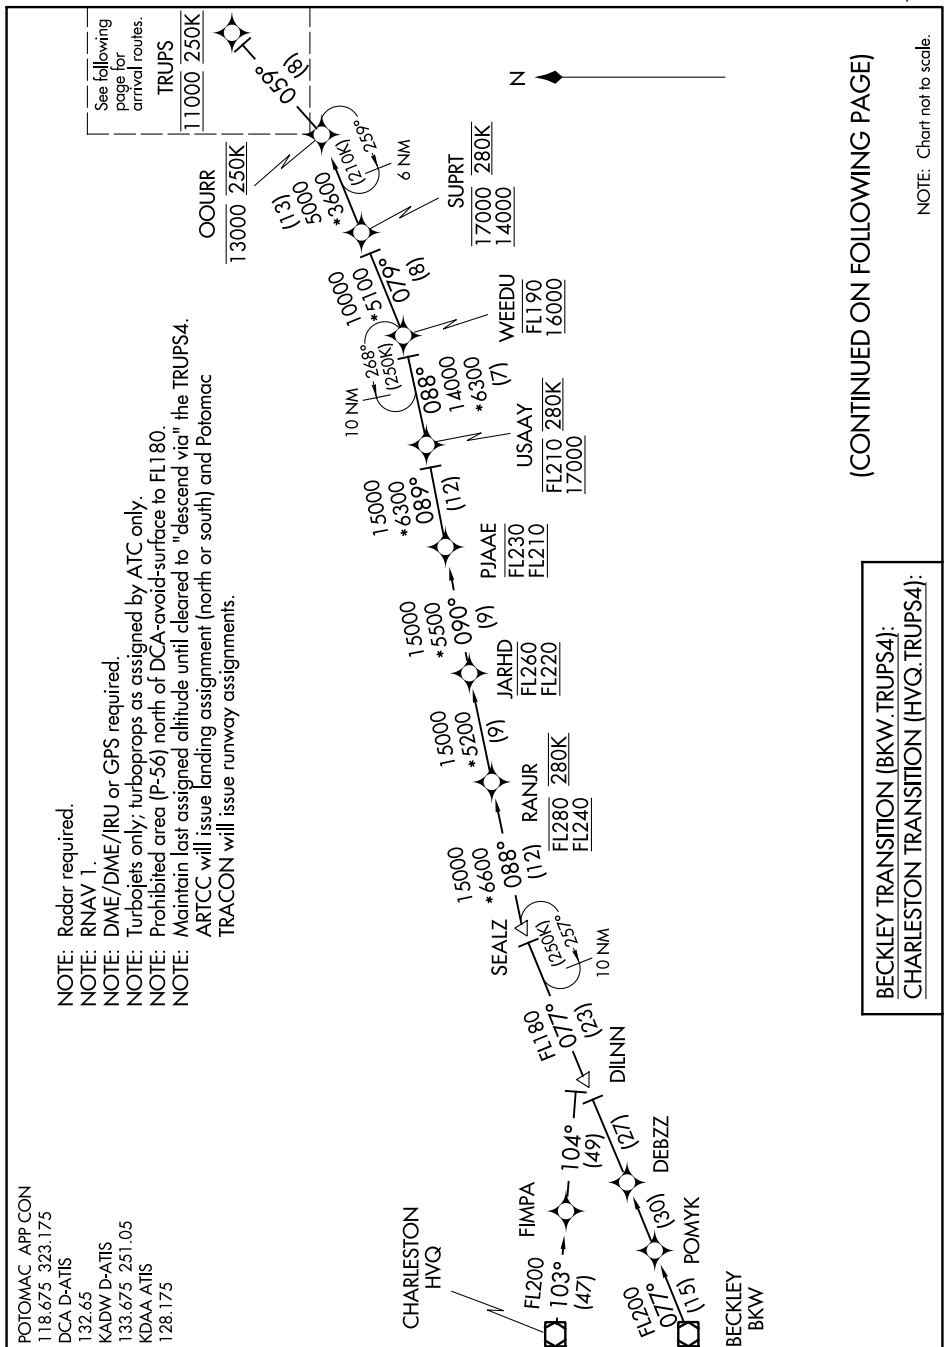 POTOMAC APP CON
118.675 323.175
DCA D-ATIS
132.65
KADW D-ATIS
133.675 251.05
KDAA ATIS
128.175
NOTE: Radar required.
NOTE: RNAV 1.
NOTE: DME/DME/IRU or GPS required.
NOTE: Turbojets only; turboprops as assigned by ATC only.
NOTE: Prohibited area (P-56) north of DCA-avoid-surface to FL180.
NOTE: Maintain last assigned altitude until cleared to "descend via" the TRUPS4.
ARTCC will issue landing assignment (north or south) and Potomac
TRACON will issue runway assignments.
See following
page for
arrival routes.
TRUPS
11000 250K
059°
(8)
OOURR
13000 250K
(210K)
259°
6 NM
(13)
5000
*3600
SUPRT
17000 280K
14000
10000
*5100
079°
(8)
WEEDU
FL190
16000
10 NM
268°
(250K)
088°
14000
*6300
(7)
USAAY
FL210 280K
17000
15000
*6300
089°
(12)
PJAAE
FL230
FL210
15000
*5500
090°
(9)
JARHD
FL260
FL220
15000
*5200
(9)
RANJR
FL280 280K
FL240
15000
*6600
088°
(12)
SEALZ
(250K)
257°
10 NM
FL180
077°
(23)
DILNN
104°
(49)
FIMPA
FL200
103°
(47)
CHARLESTON
HVQ
(27)
DEBZZ
(30)
POMYK
FL200
077°
(15)
BECKLEY
BKW
N
(CONTINUED ON FOLLOWING PAGE)
NOTE: Chart not to scale.
BECKLEY TRANSITION (BKW.TRUPS4):
CHARLESTON TRANSITION (HVQ.TRUPS4):